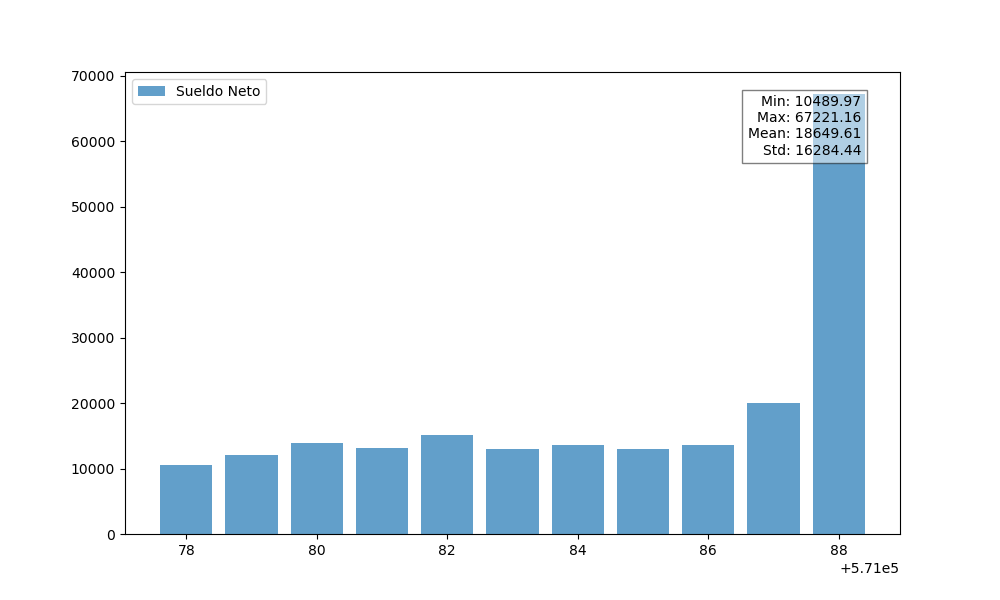 70000
60000
50000
40000
30000
20000
10000
0
Sueldo Neto
Min: 10489.97
Max: 67221.16
Mean: 18649.61
Std: 16284.44
78 80 82 84 86 88
+5.71e5